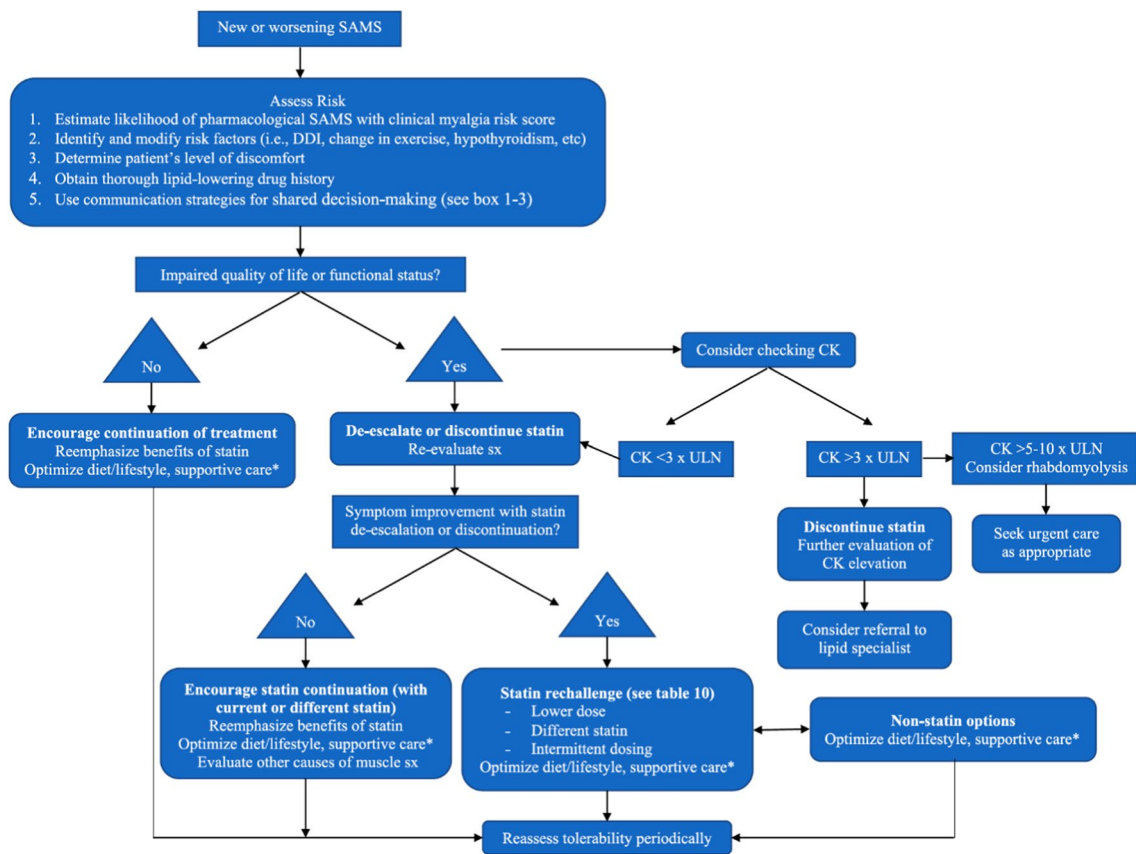 New or worsening SAMS
Assess Risk
1. Estimate likelihood of pharmacological SAMS with clinical myalgia risk score
2. Identify and modify risk factors (i.e., DDI, change in exercise, hypothyroidism, etc)
3. Determine patient's level of discomfort
4. Obtain thorough lipid-lowering drug history
5. Use communication strategies for shared decision-making (see box 1-3)
Impaired quality of life or functional status?
No
Yes
Consider checking CK
Encourage continuation of treatment
Reemphasize benefits of statin
Optimize diet/lifestyle, supportive care*
De-escalate or discontinue statin
Re-evaluate sx
CK <3 x ULN
CK >3 x ULN
CK >5-10 x ULN
Consider rhabdomyolysis
Symptom improvement with statin
de-escalation or discontinuation?
Discontinue statin
Further evaluation of
CK elevation
Seek urgent care
as appropriate
No
Yes
Consider referral to
lipid specialist
Encourage statin continuation (with
current or different statin)
Reemphasize benefits of statin
Optimize diet/lifestyle, supportive care*
Evaluate other causes of muscle sx
Statin rechallenge (see table 10)
- Lower dose
- Different statin
- Intermittent dosing
Optimize diet/lifestyle, supportive care*
Non-statin options
Optimize diet/lifestyle, supportive care*
Reassess tolerability periodically